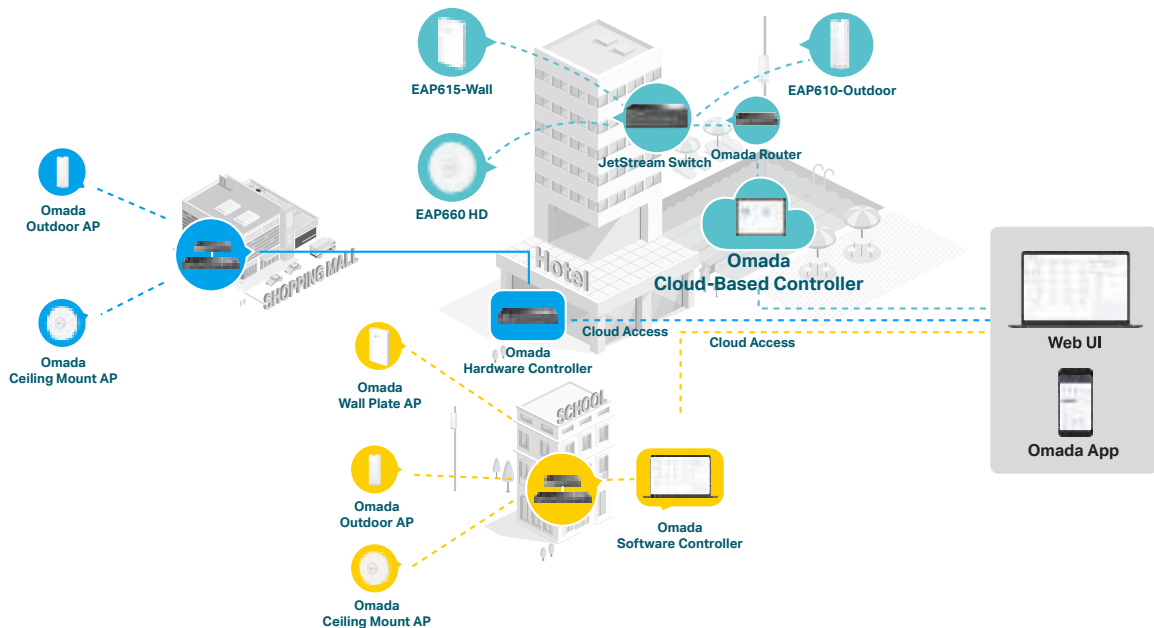 EAP615-Wall
EAP610-Outdoor
JetStream Switch
Omada Router
EAP660 HD
Omada
Outdoor AP
SHOPPING MALL
Hotel
Omada
Cloud-Based Controller
Omada
Ceiling Mount AP
Cloud Access
Cloud Access
Web UI
Omada
Hardware Controller
Omada
Wall Plate AP
SCHOOL
Omada App
Omada
Outdoor AP
Omada
Software Controller
Omada
Ceiling Mount AP